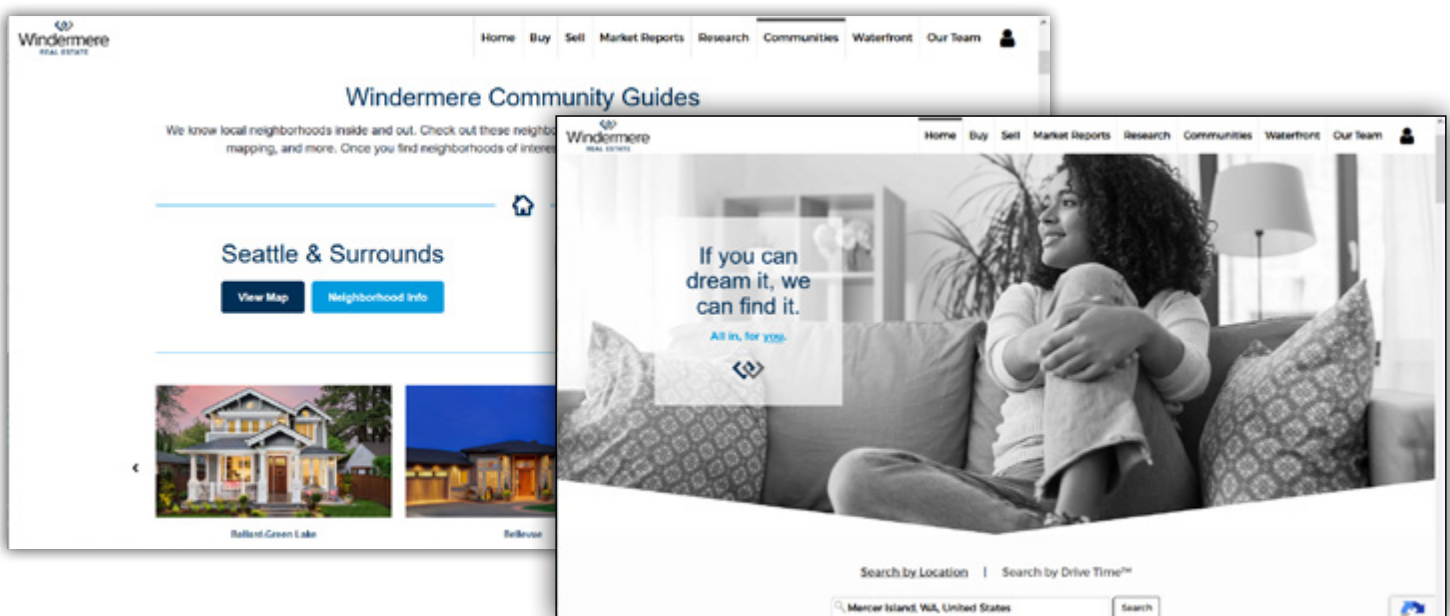 Windermere
REAL ESTATE
Home Buy Sell Market Reports Research Communities Waterfront Our Team
Windermere Community Guides
We know local neighborhoods inside and out. Check out these neighbo
mapping, and more. Once you find neighborhoods of interes
Seattle & Surrounds
View Map Neighborhood Info
Ballard-Green Lake Bellevue
Windermere
REAL ESTATE
Home Buy Sell Market Reports Research Communities Waterfront Our Team
If you can
dream it, we
can find it.
All in, for you.
Search by Location | Search by Drive Time™
Mercer Island, WA, United States Search